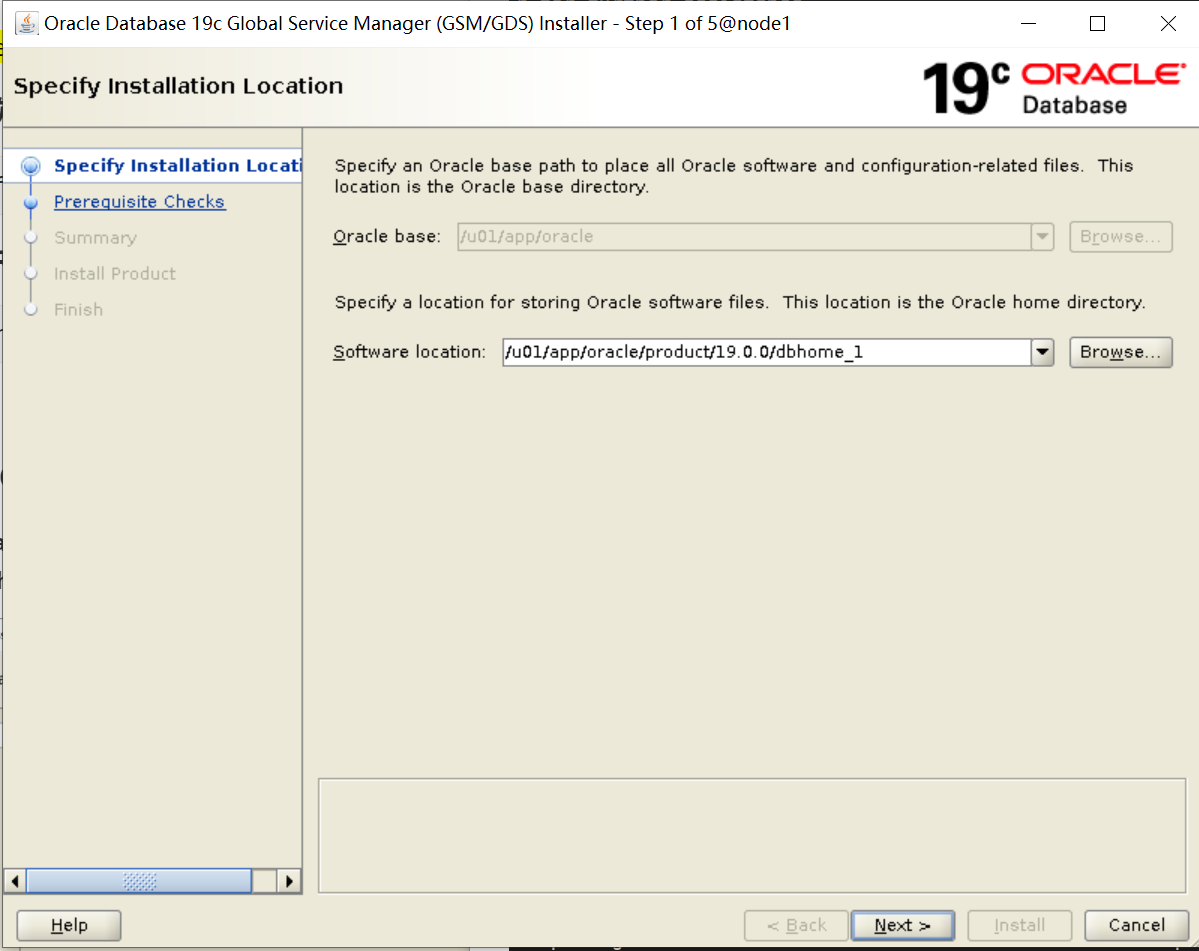 Oracle Database 19c Global Service Manager (GSM/GDS) Installer - Step 1 of 5@node1
Specify Installation Location
19c ORACLE
Database
Specify Installation Locati
Prerequisite Checks
Summary
Install Product
Finish
Specify an Oracle base path to place all Oracle software and configuration-related files. This
location is the Oracle base directory.
Oracle base: /u01/app/oracle Browse...
Specify a location for storing Oracle software files. This location is the Oracle home directory.
Software location: /u01/app/oracle/product/19.0.0/dbhome_1 Browse...
Help < Back Next > Install Cancel